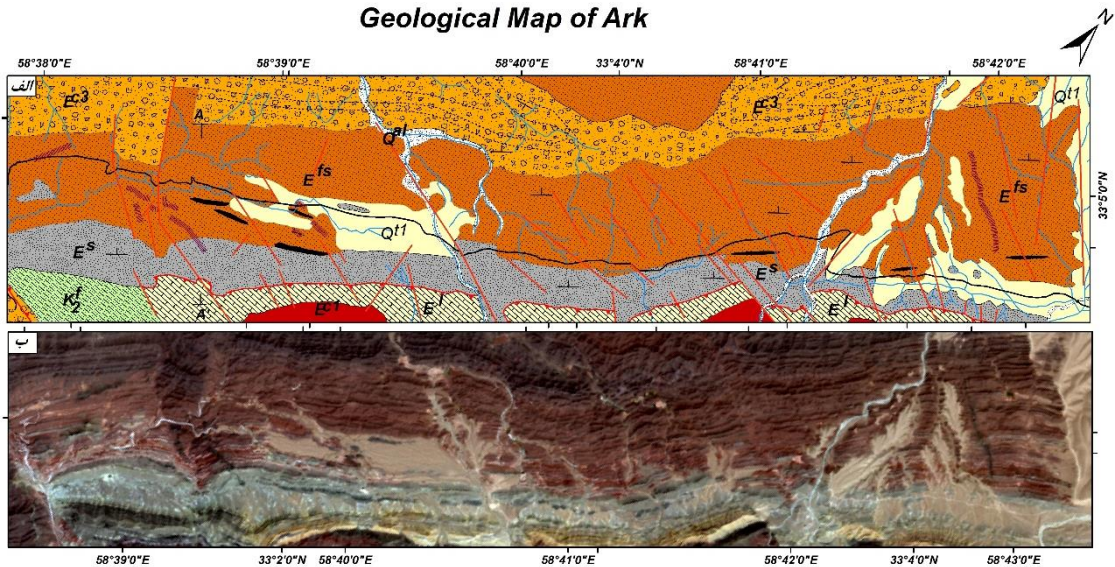 Geological Map of Ark
N
58°38'0"E 58°39'0"E 58°40'0"E 33°4'0"N 58°41'0"E 58°42'0"E
الف
E c3
A
Q al
E c3
Q t1
E fs
E fs
33°5'0"N
Q t1
E s
E s
K 2 f
A'
E c1
E l
E l
ب
58°39'0"E 33°2'0"N 58°40'0"E 58°41'0"E 58°42'0"E 33°4'0"N 58°43'0"E